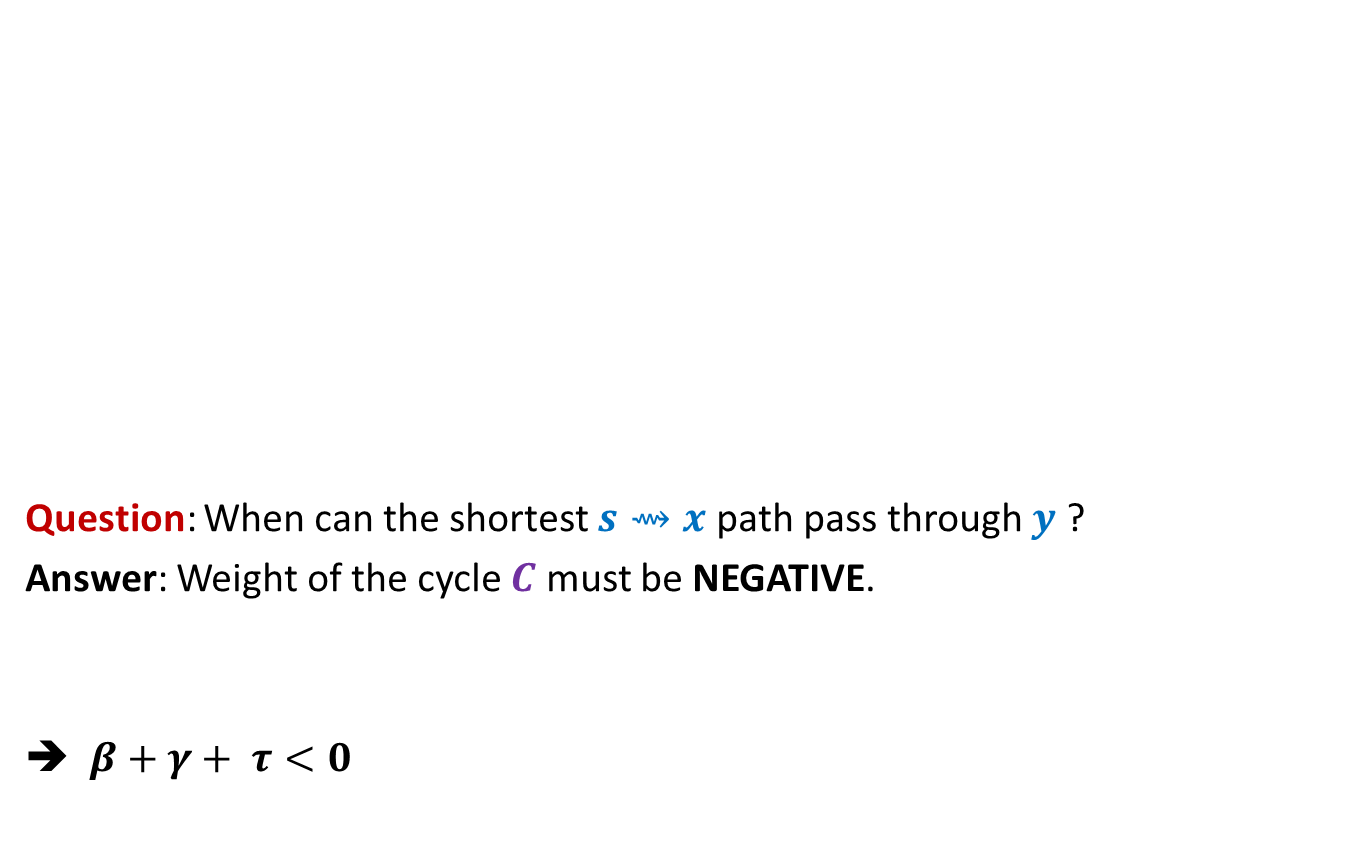 Question: When can the shortest 𝒔 ⇝ 𝒙 path pass through 𝒚 ?
Answer: Weight of the cycle 𝑪 must be NEGATIVE.
➔ 𝜷 + 𝜸 + 𝝉 < 𝟎